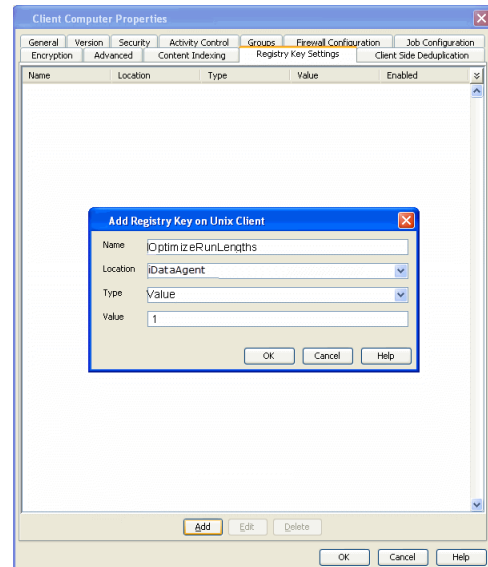 Client Computer Properties
General Version Security Activity Control Groups Firewall Configuration Job Configuration
Encryption Advanced Content Indexing Registry Key Settings Client Side Deduplication
Name Location Type Value Enabled
Add Registry Key on Unix Client
Name OptimizeRunLengths
Location iDataAgent
Type Value
Value 1
OK Cancel Help
Add Edit Delete
OK Cancel Help